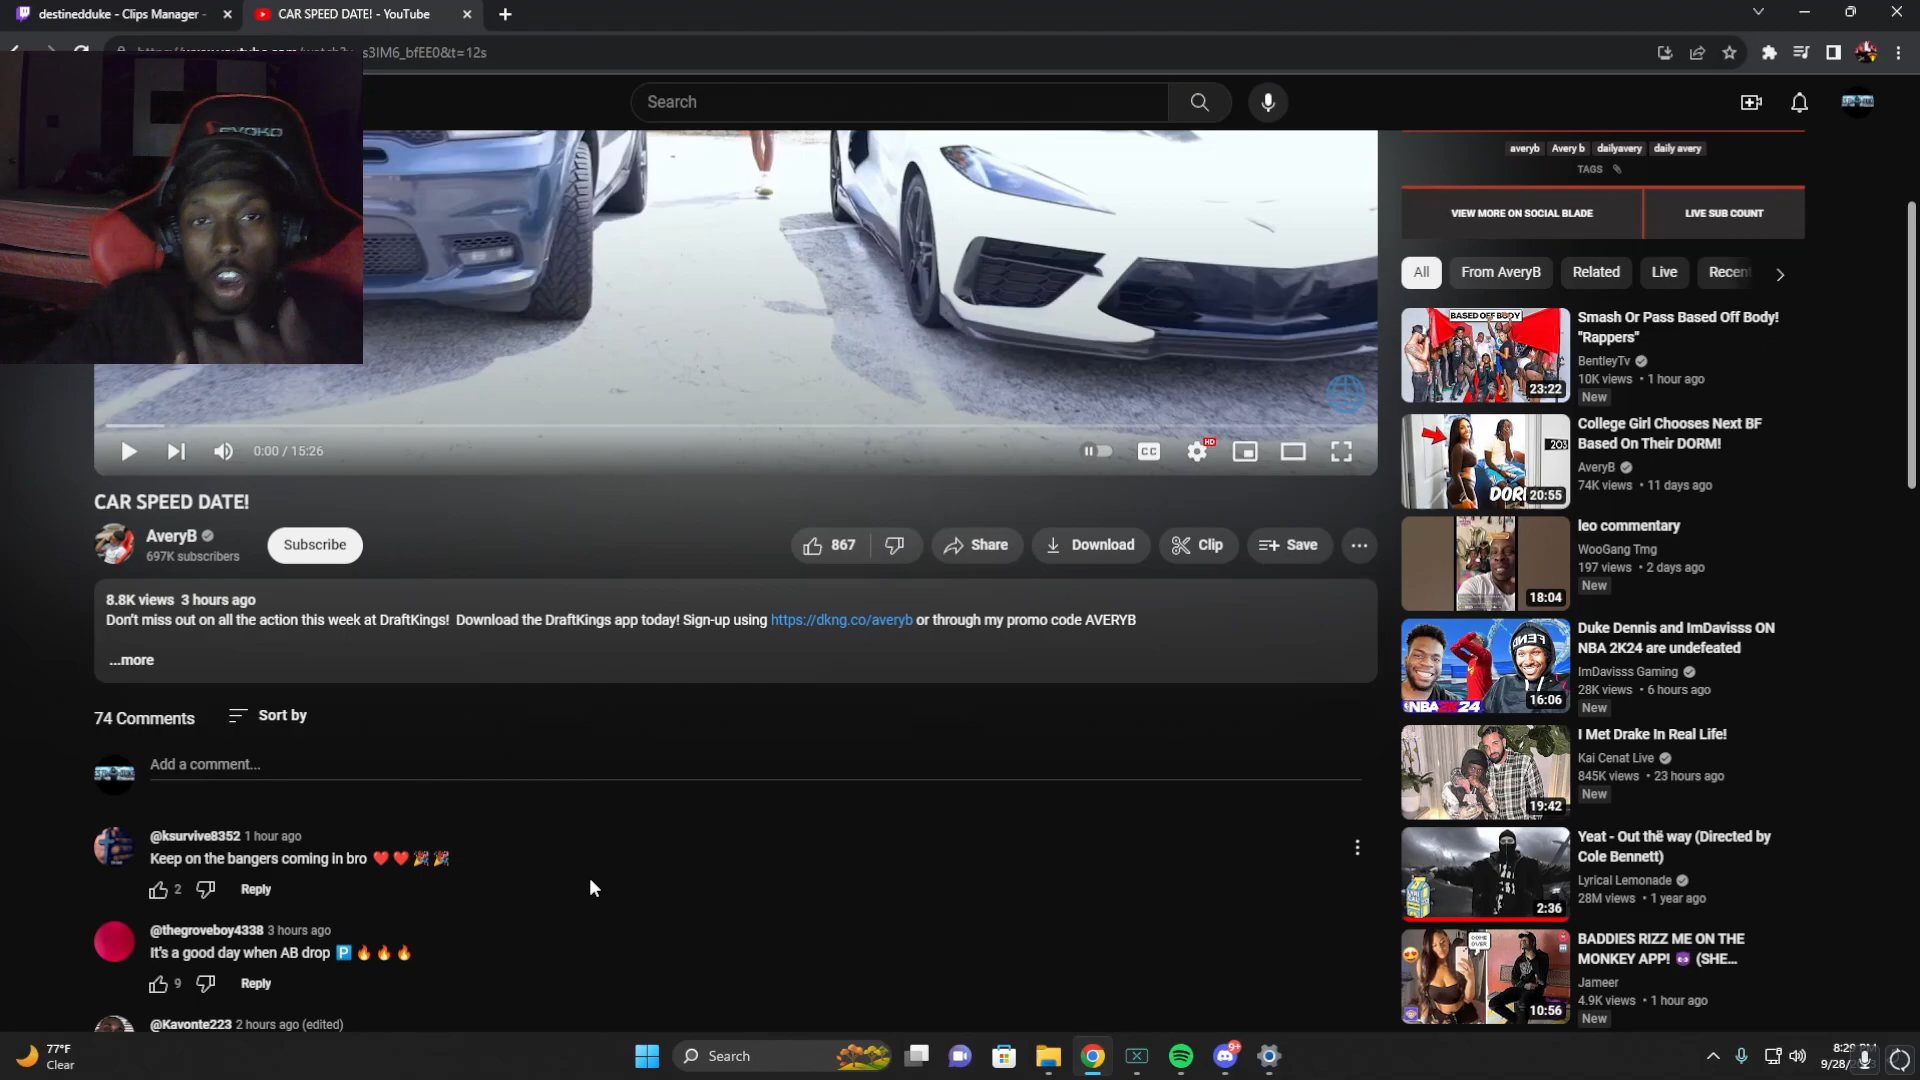 destinedduke - Clips Manager -
CAR SPEED DATE! - YouTube
s3IM6_bfEE0&t=12s
Search
EVOKO
averyb Avery b dailyavery daily avery
TAGS
VIEW MORE ON SOCIAL BLADE
LIVE SUB COUNT
All From AveryB Related Live Recent
0:00 / 15:26
CC
HD
CAR SPEED DATE!
AveryB
697K subscribers
Subscribe
867
Share
Download
Clip
Save
8.8K views 3 hours ago
Don't miss out on all the action this week at DraftKings! Download the DraftKings app today! Sign-up using https://dkng.co/averyb or through my promo code AVERYB
...more
74 Comments
Sort by
Add a comment...
@ksurvive8352 1 hour ago
Keep on the bangers coming in bro ❤️❤️🎉🎉
2
Reply
@thegroveboy4338 3 hours ago
It's a good day when AB drop 🅿️🔥🔥🔥
9
Reply
@Kavonte223 2 hours ago (edited)
BASED OFF BODY
23:22
Smash Or Pass Based Off Body!
"Rappers"
BentleyTv
10K views • 1 hour ago
New
203
DORM
20:55
College Girl Chooses Next BF
Based On Their DORM!
AveryB
74K views • 11 days ago
18:04
leo commentary
WooGang Tmg
197 views • 2 days ago
New
NBA 2K24
16:06
Duke Dennis and ImDavisss ON
NBA 2K24 are undefeated
ImDavisss Gaming
28K views • 6 hours ago
New
19:42
I Met Drake In Real Life!
Kai Cenat Live
845K views • 23 hours ago
New
2:36
Yeat - Out thë way (Directed by
Cole Bennett)
Lyrical Lemonade
28M views • 1 year ago
COME
OVER
10:56
BADDIES RIZZ ME ON THE
MONKEY APP! 😈 (SHE...
Jameer
4.9K views • 1 hour ago
New
77°F
Clear
Search
9+